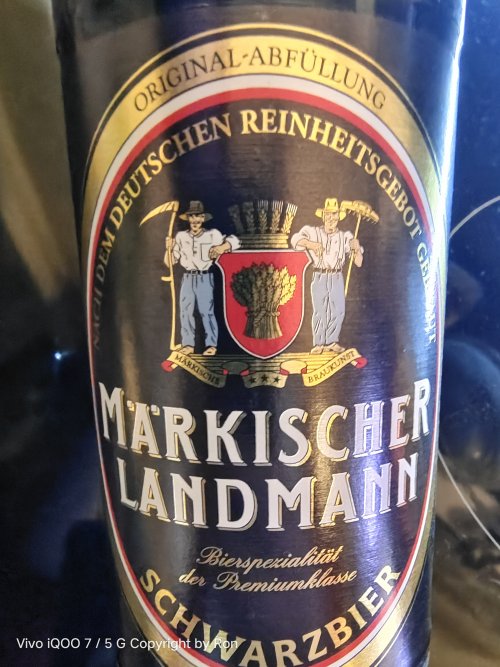 ORIGINAL-ABFÜLLUNG
NACH DEM DEUTSCHEN REINHEITSGEBOT GEBRAUT
MÄRKISCHE
BRAUKUNST
MÄRKISCHER
LANDMANN
Bierspezialität
der Premiumklasse
SCHWARZBIER
Vivo iQOO 7 / 5 G Copyright by Ron